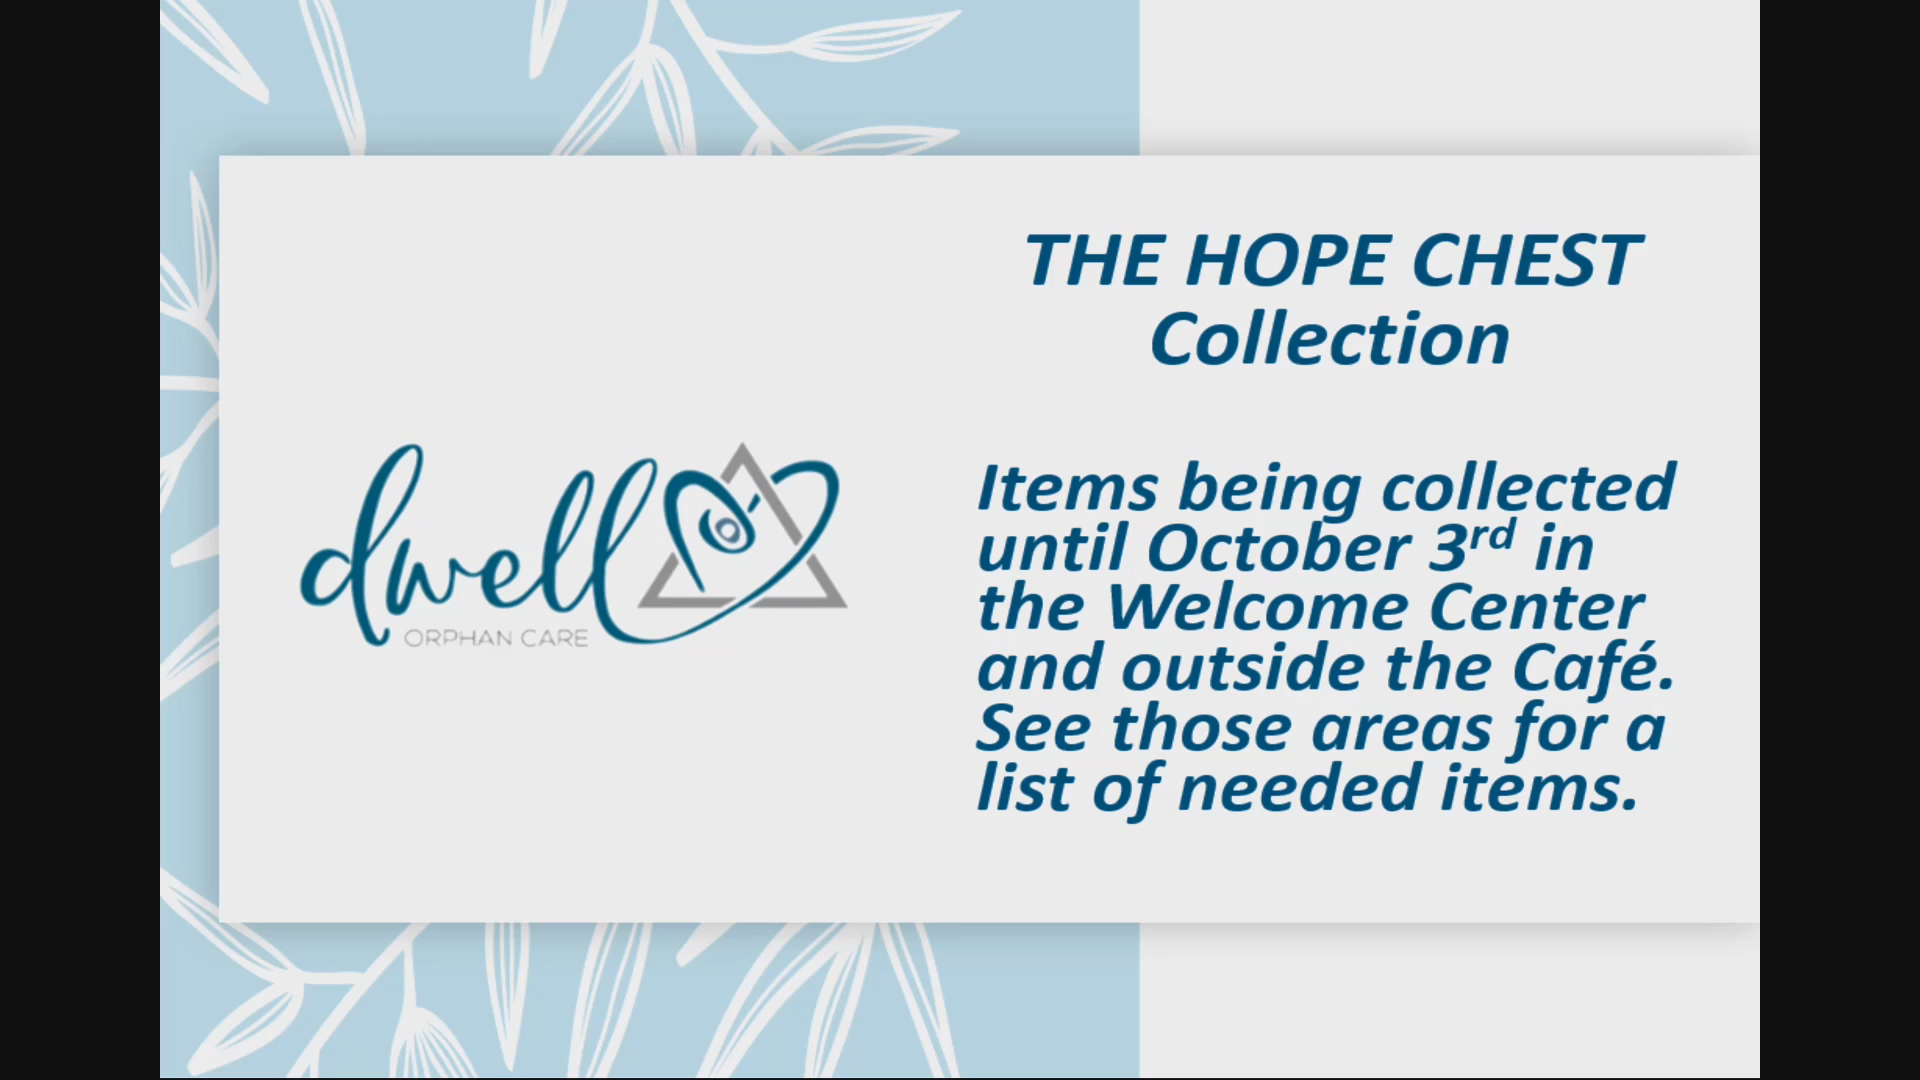 THE HOPE CHEST
Collection
dwell
ORPHAN CARE
Items being collected
until October 3rd in
the Welcome Center
and outside the Café.
See those areas for a
list of needed items.